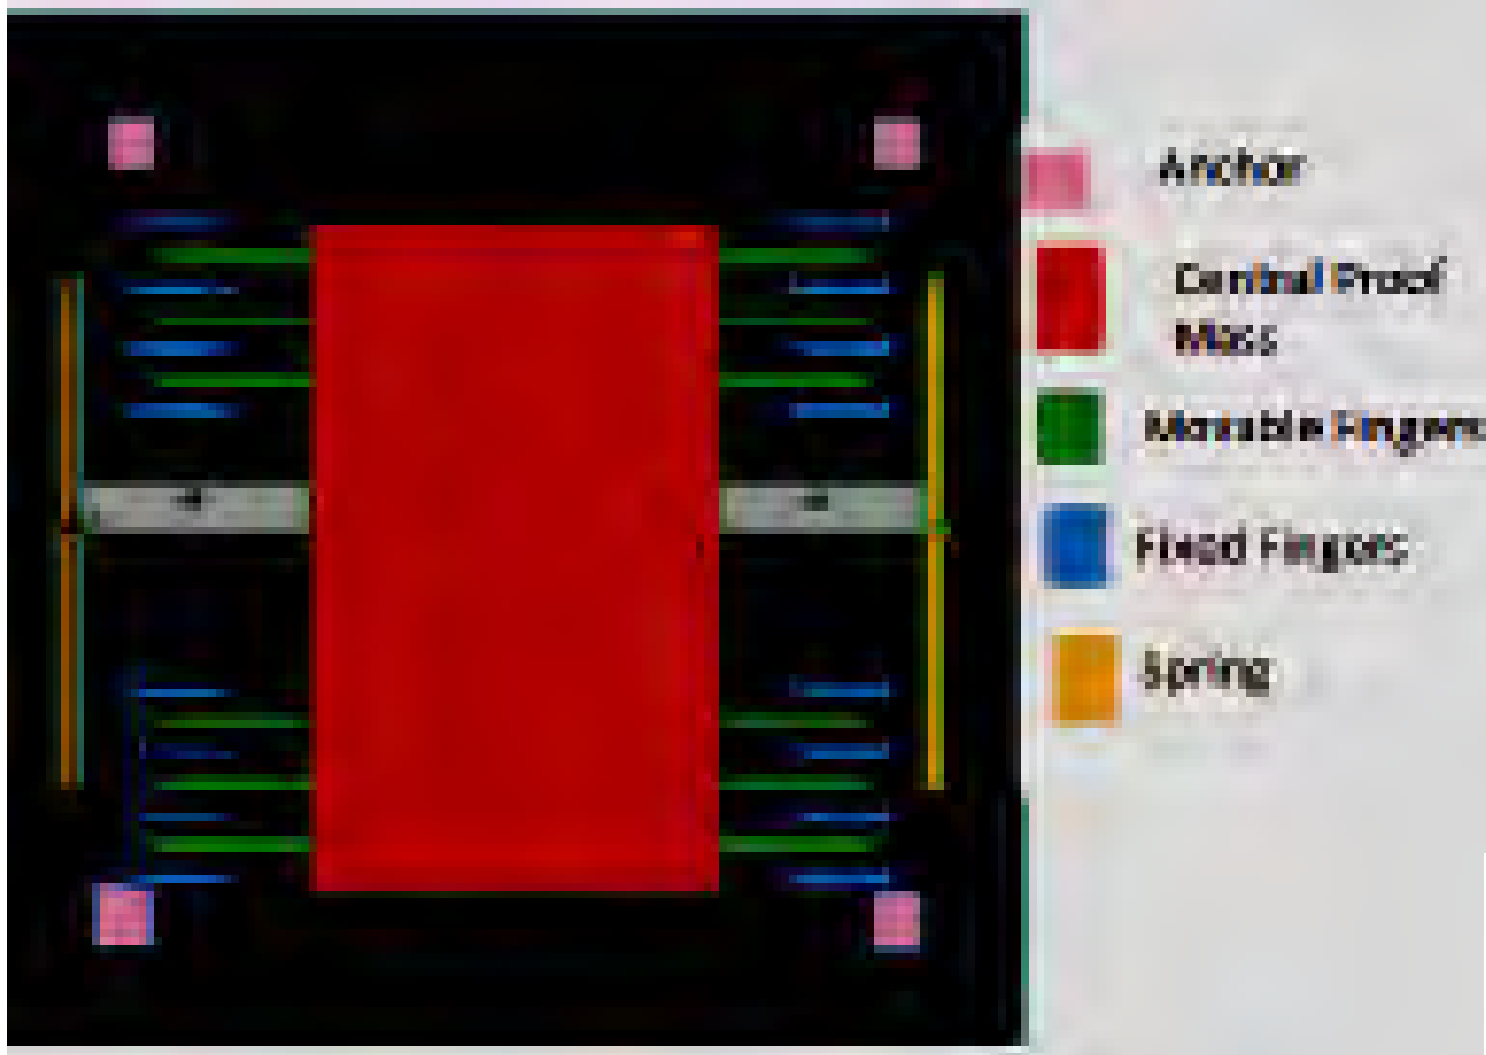 Anchor
Central Proof
Mass
Movable Fingers
Fixed Fingers
Spring